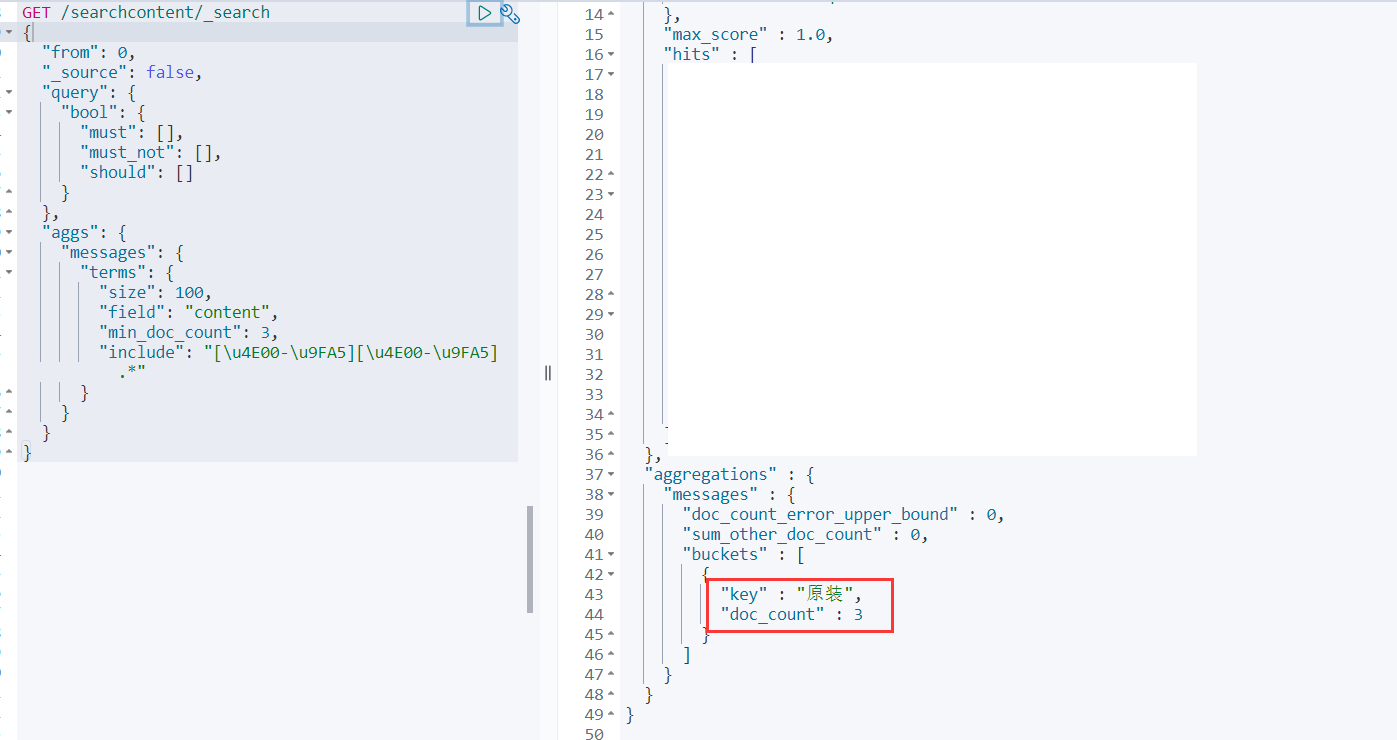 GET /searchcontent/_search
{
"from": 0,
"_source": false,
"query": {
"bool": {
"must": [],
"must_not": [],
"should": []
}
},
"aggs": {
"messages": {
"terms": {
"size": 100,
"field": "content",
"min_doc_count": 3,
"include": "[\u4E00-\u9FA5][\u4E00-\u9FA5]
.*"
}
}
}
}
14 },
15 "max_score" : 1.0,
16 "hits" : [
17
18
19
20
21
22
23
24
25
26
27
28
29
30
31
32
33
34
35 ]
36 },
37 "aggregations" : {
38 "messages" : {
39 "doc_count_error_upper_bound" : 0,
40 "sum_other_doc_count" : 0,
41 "buckets" : [
42 {
43 "key" : "原装",
44 "doc_count" : 3
45 }
46 ]
47 }
48 }
49 }
50